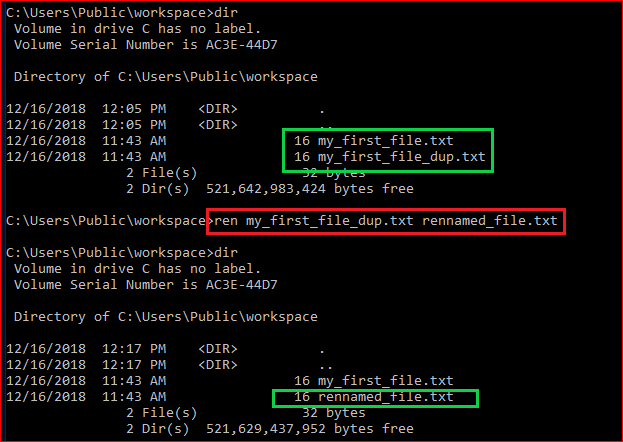 C:\Users\Public\workspace>dir
Volume in drive C has no label.
Volume Serial Number is AC3E-44D7
Directory of C:\Users\Public\workspace
12/16/2018  12:05 PM    <DIR>          .
12/16/2018  12:05 PM    <DIR>          ..
12/16/2018  11:43 AM                16 my_first_file.txt
12/16/2018  11:43 AM                16 my_first_file_dup.txt
2 File(s)             32 bytes
2 Dir(s)  521,642,983,424 bytes free
C:\Users\Public\workspace>ren my_first_file_dup.txt rennamed_file.txt
C:\Users\Public\workspace>dir
Volume in drive C has no label.
Volume Serial Number is AC3E-44D7
Directory of C:\Users\Public\workspace
12/16/2018  12:17 PM    <DIR>          .
12/16/2018  12:17 PM    <DIR>          ..
12/16/2018  11:43 AM                16 my_first_file.txt
12/16/2018  11:43 AM                16 rennamed_file.txt
2 File(s)             32 bytes
2 Dir(s)  521,629,437,952 bytes free